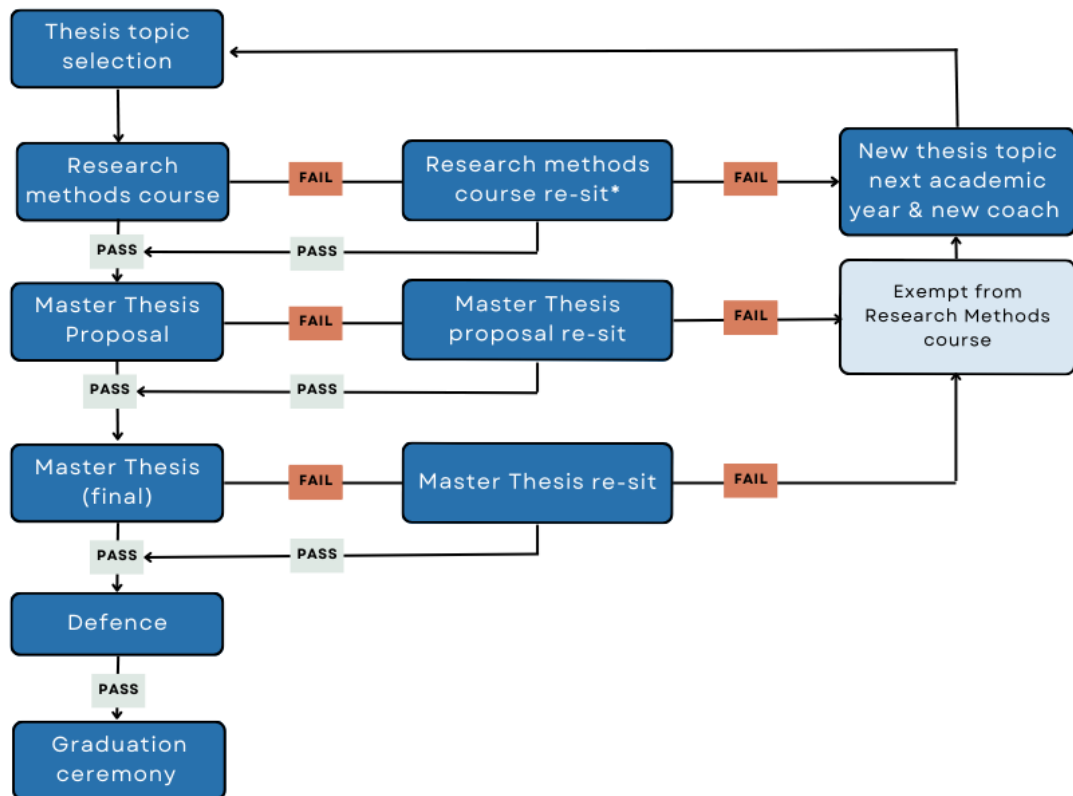 Thesis topic
selection
Research
methods course
FAIL
Research methods
course re-sit*
FAIL
New thesis topic
next academic
year & new coach
PASS
PASS
Master Thesis
Proposal
FAIL
Master Thesis
proposal re-sit
FAIL
Exempt from
Research Methods
course
PASS
PASS
Master Thesis
(final)
FAIL
Master Thesis re-sit
FAIL
PASS
PASS
Defence
PASS
Graduation
ceremony